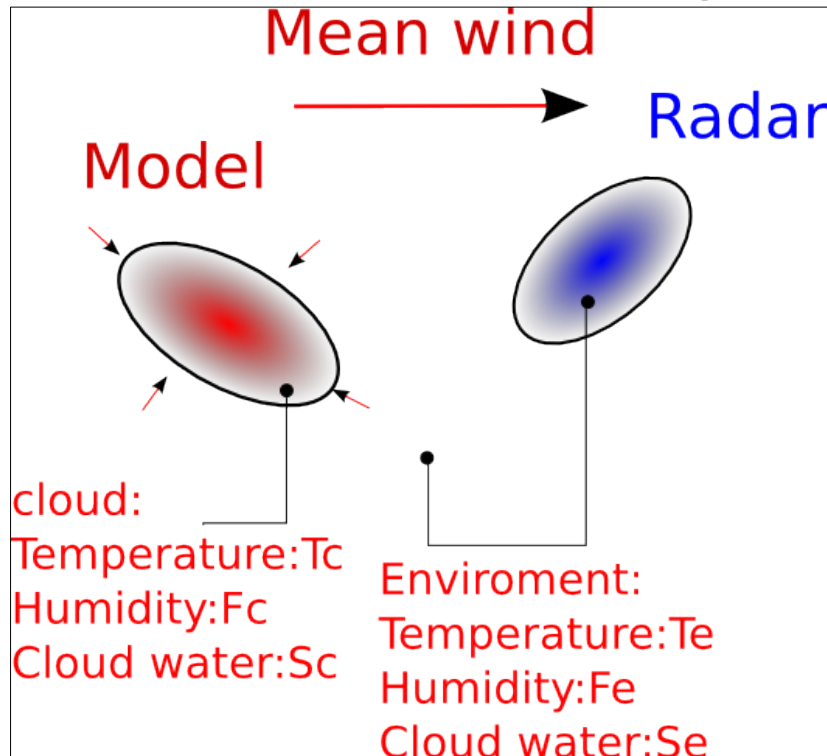 Mean wind
Radar
Model
cloud:
Temperature:Tc
Humidity:Fc
Cloud water:Sc
Enviroment:
Temperature:Te
Humidity:Fe
Cloud water:Se